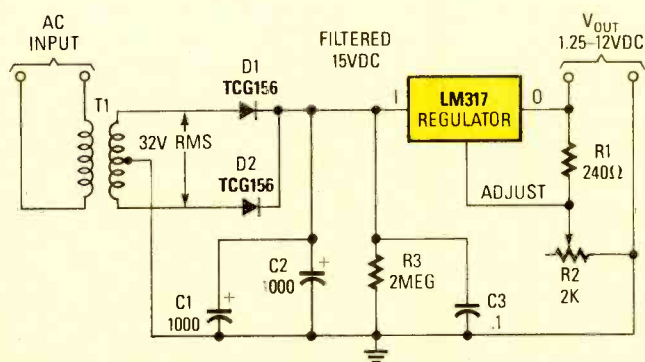 AC
INPUT
T1
32V RMS
D1
TCG156
D2
TCG156
FILTERED
15VDC
I
LM317
REGULATOR
O
ADJUST
VOUT
1.25–12VDC
R1
240Ω
R2
2K
C1
1000
C2
1000
R3
2MEG
C3
.1
+
+